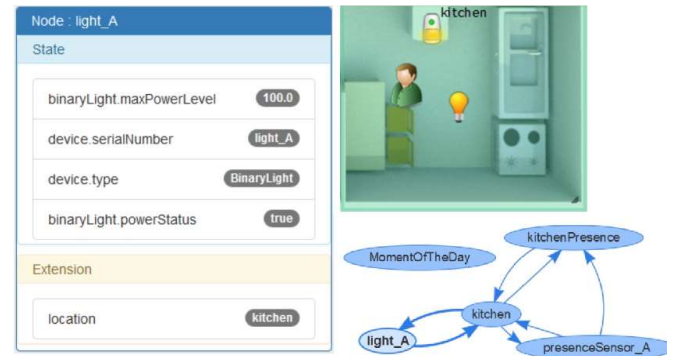 Node : light_A
State
binaryLight.maxPowerLevel 100.0
device.serialNumber light_A
device.type BinaryLight
binaryLight.powerStatus true
Extension
location kitchen
kitchen
kitchenPresence
MomentOfTheDay
kitchen
light_A
presenceSensor_A